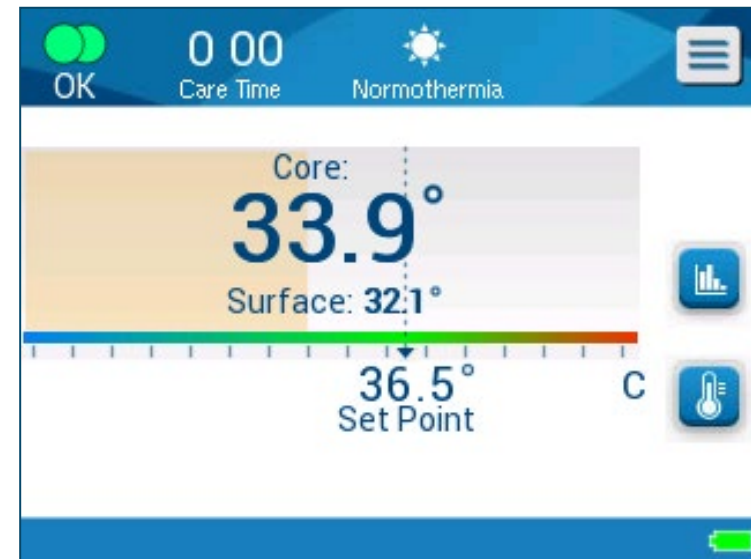 OK
0 00
Care Time
Normothermia
Core:
33.9°
Surface: 32.1°
36.5°
C
Set Point